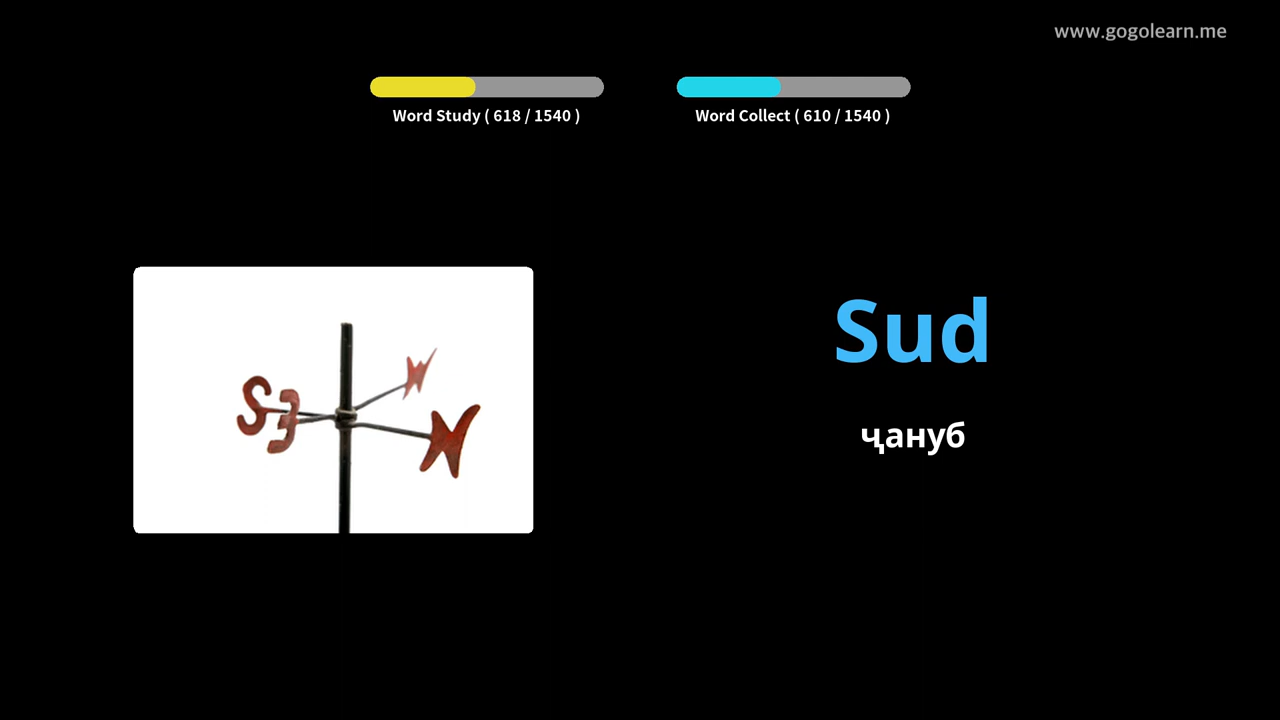 www.gogolearn.me
Word Study ( 618 / 1540 )
Word Collect ( 610 / 1540 )
S E N W
Sud
ҷануб